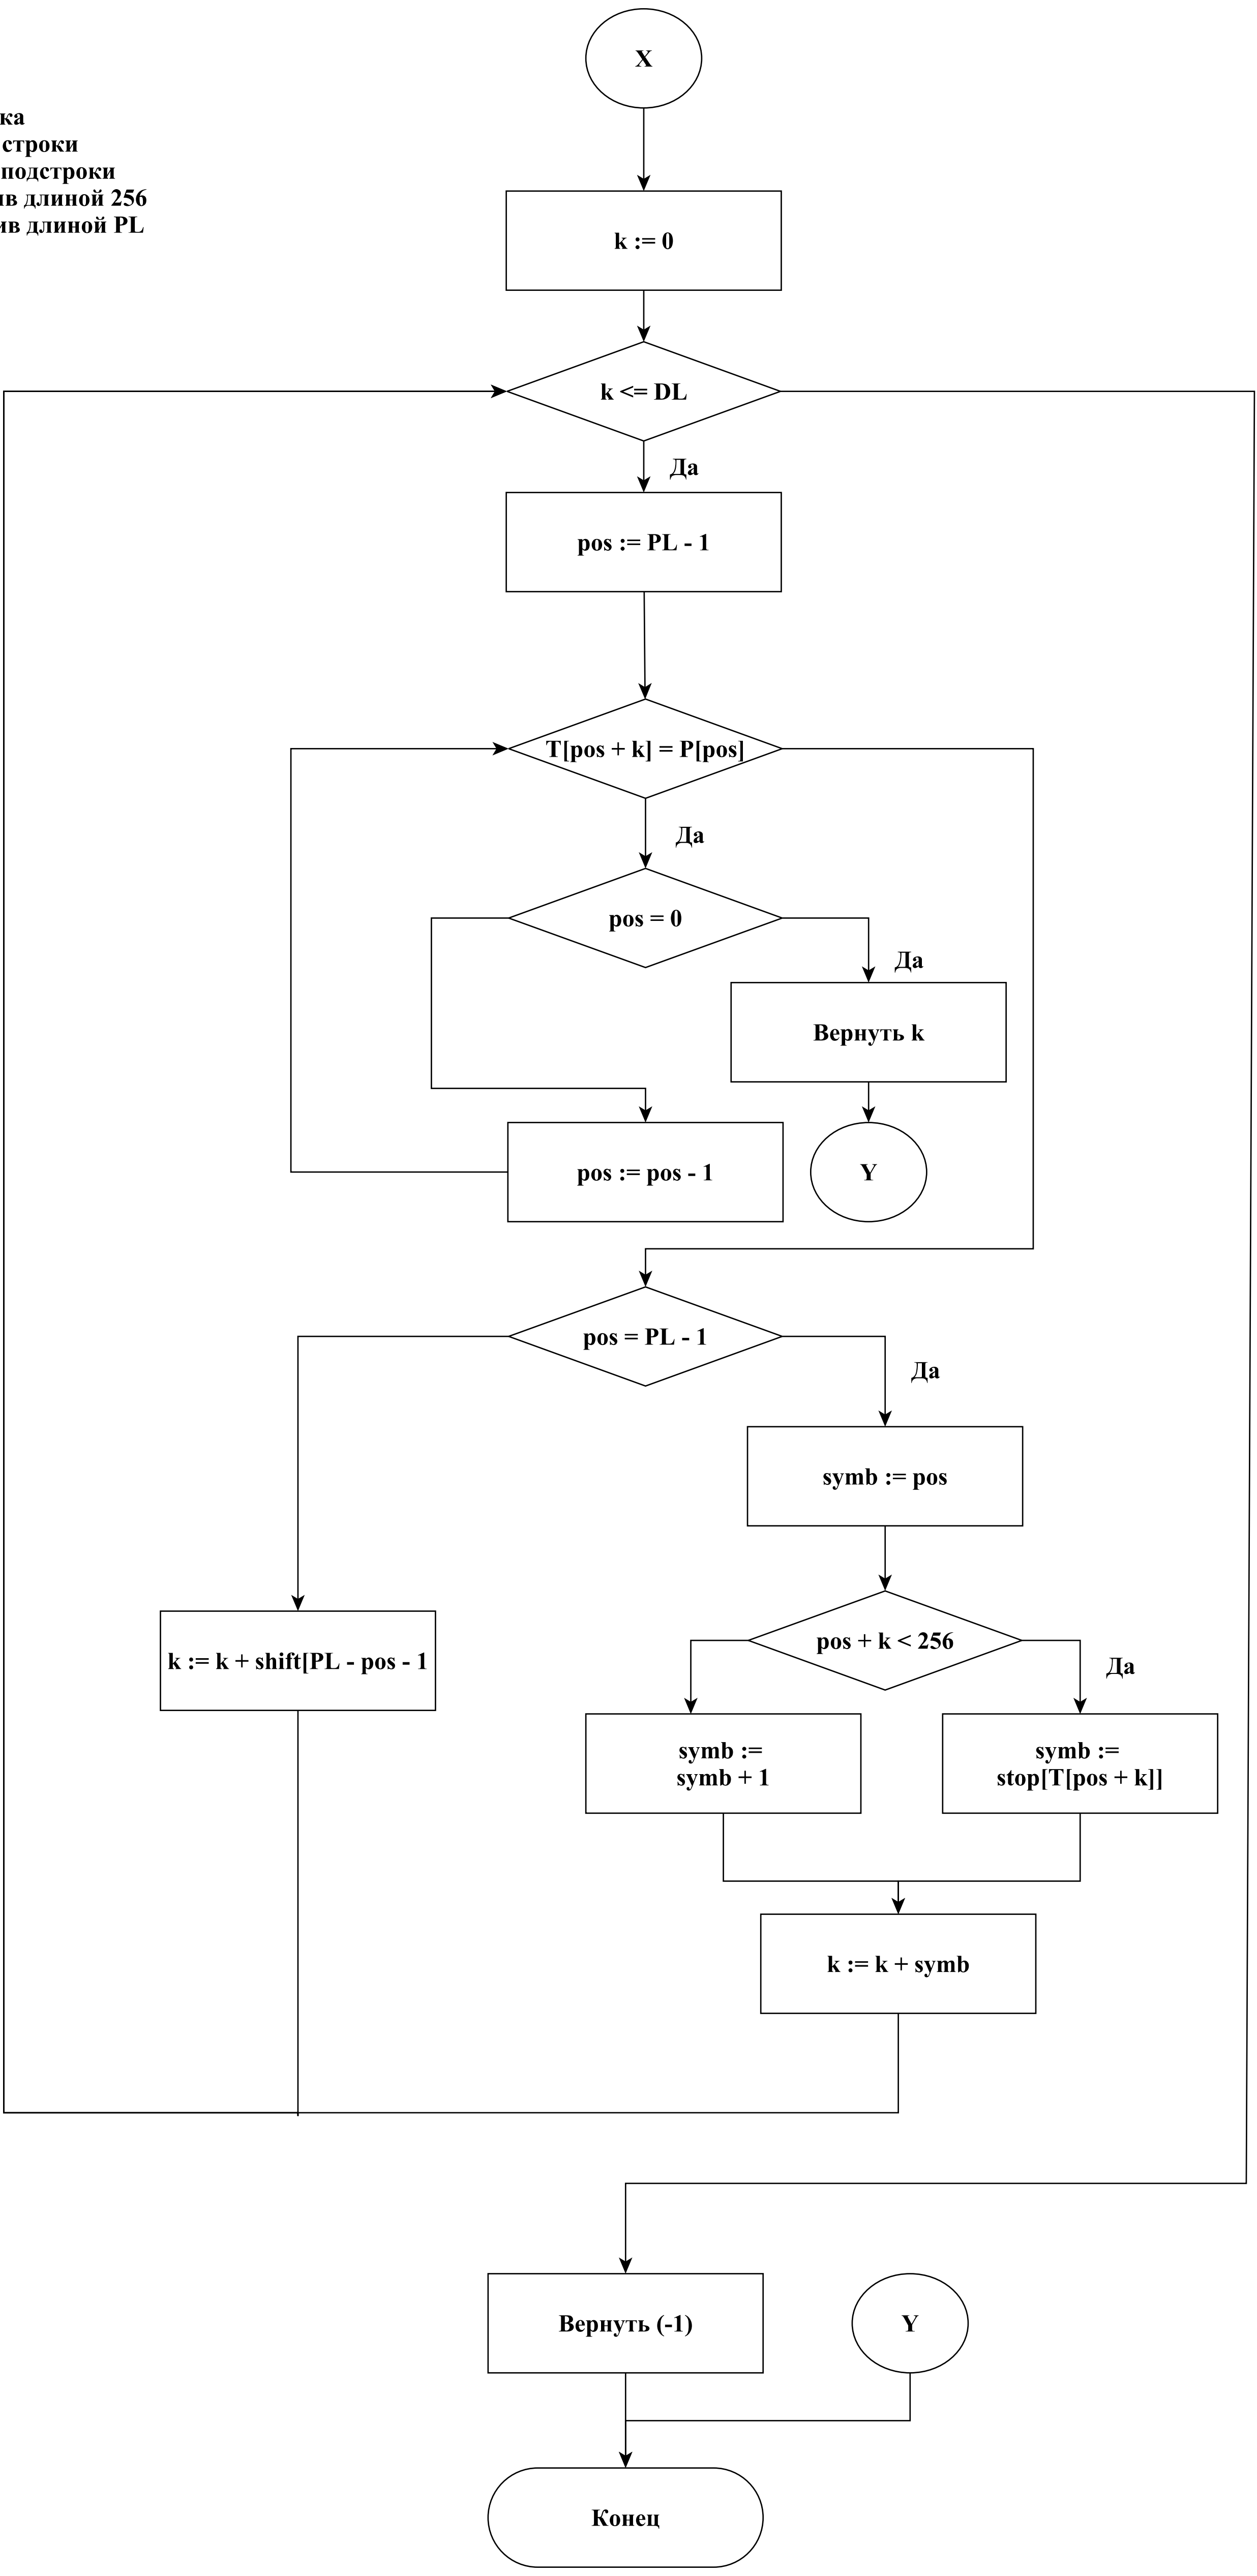 X
ка
строки
подстроки
ив длиной 256
ив длиной PL
k := 0
k <= DL
Да
pos := PL - 1
T[pos + k] = P[pos]
Да
pos = 0
Да
Вернуть k
pos := pos - 1
Y
pos = PL - 1
Да
symb := pos
pos + k < 256
k := k + shift[PL - pos - 1
Да
symb :=
symb + 1
symb :=
stop[T[pos + k]]
k := k + symb
Вернуть (-1)
Y
Конец